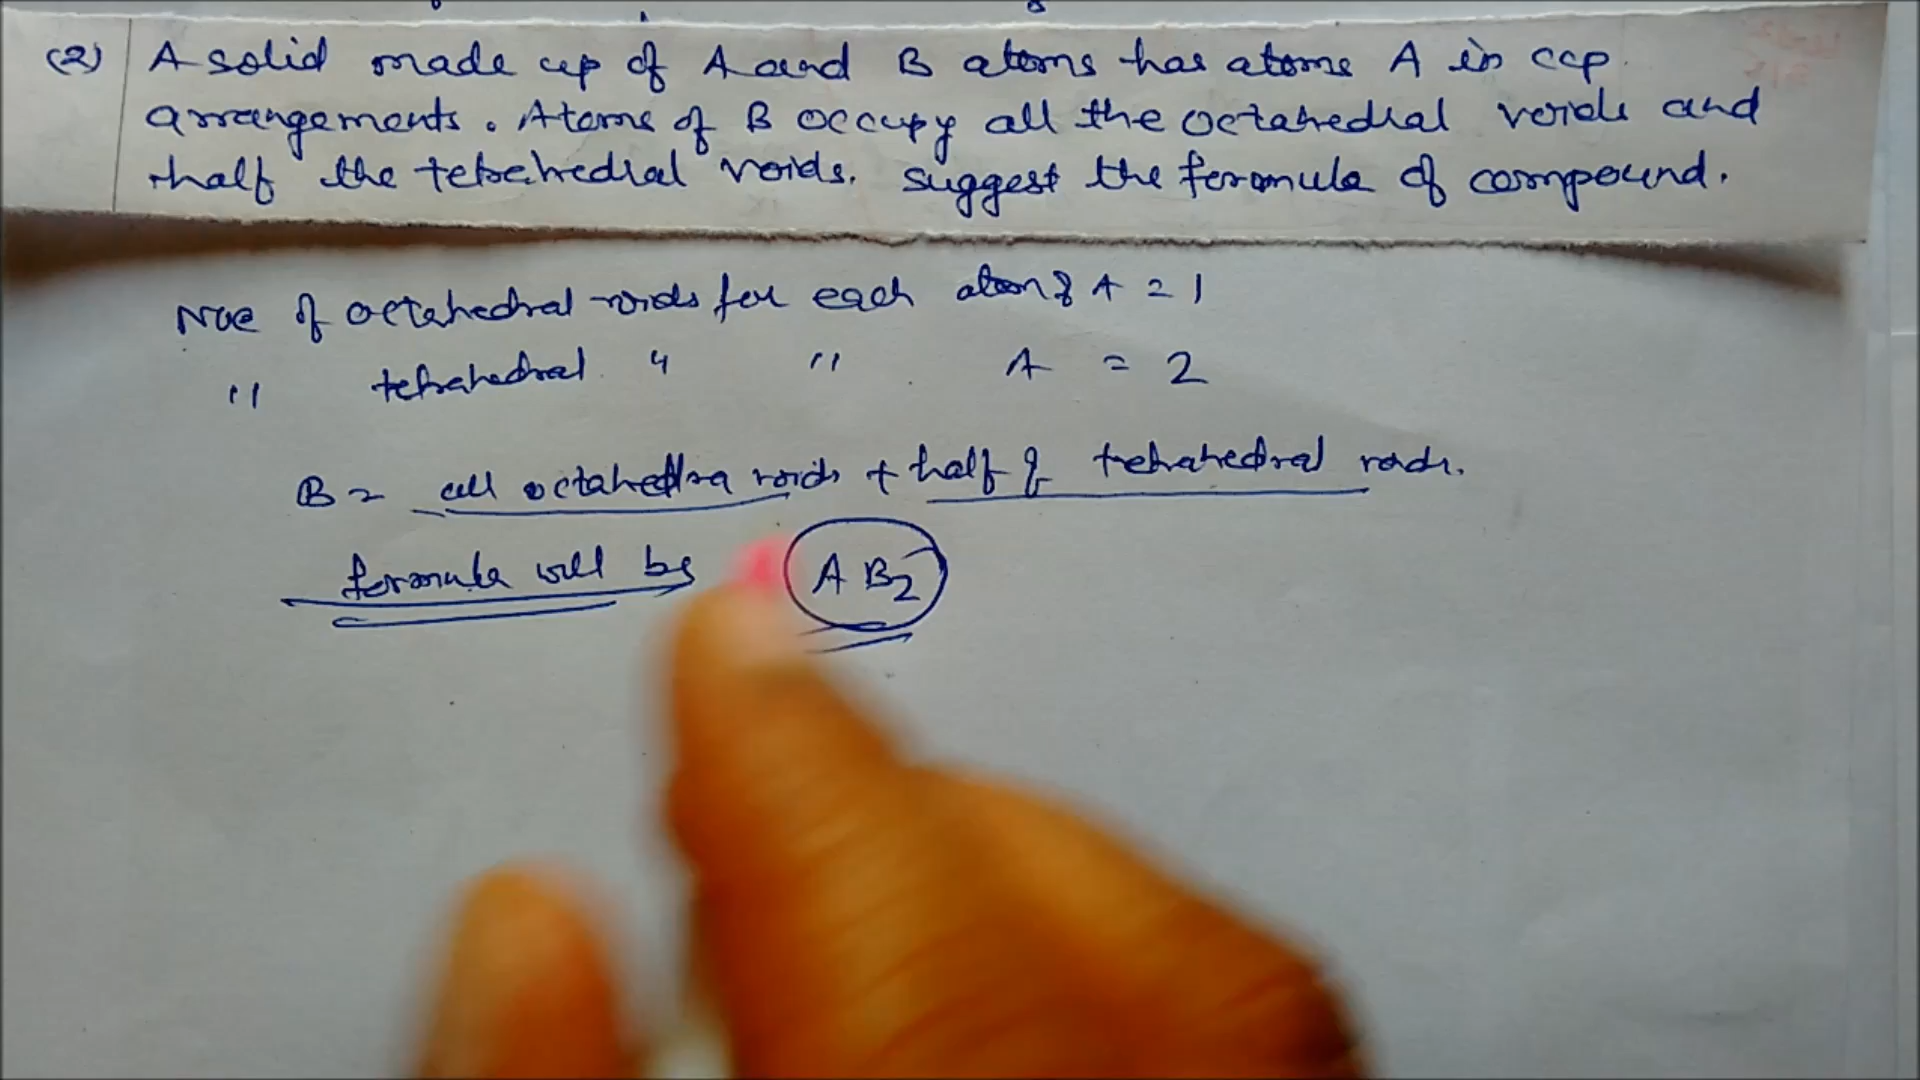 (2) A solid made up of A and B atoms has atoms A in ccp.
arrangements. Atoms of B occupy all the octahedral voids and
half the tetrahedral voids. suggest the formula of compound.
Noe of octahedral voids for each atom of A = 1
" tetrahedral " " A = 2
B = all octahedra voids + half of tetrahedral voids.
formula will be AB2